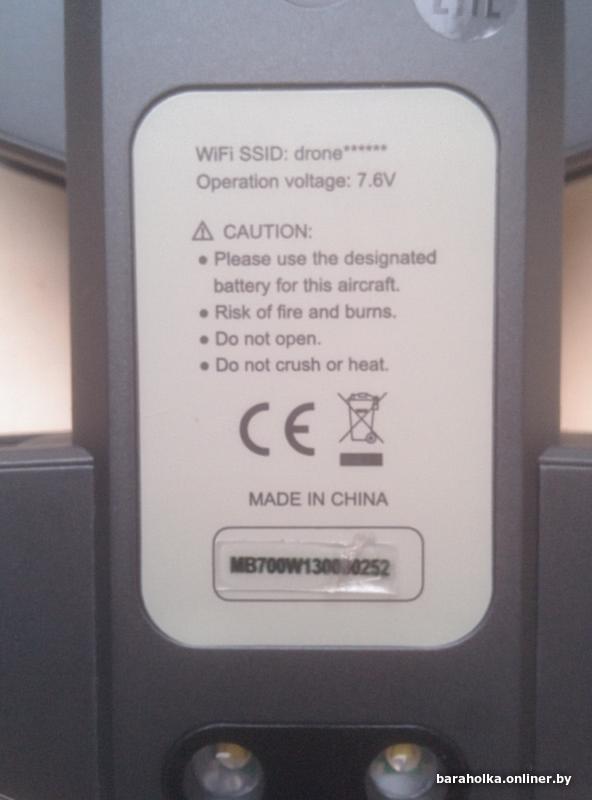 WiFi SSID: drone******
Operation voltage: 7.6V
⚠ CAUTION:
● Please use the designated
battery for this aircraft.
● Risk of fire and burns.
● Do not open.
● Do not crush or heat.
CE
MADE IN CHINA
baraholka.onliner.by